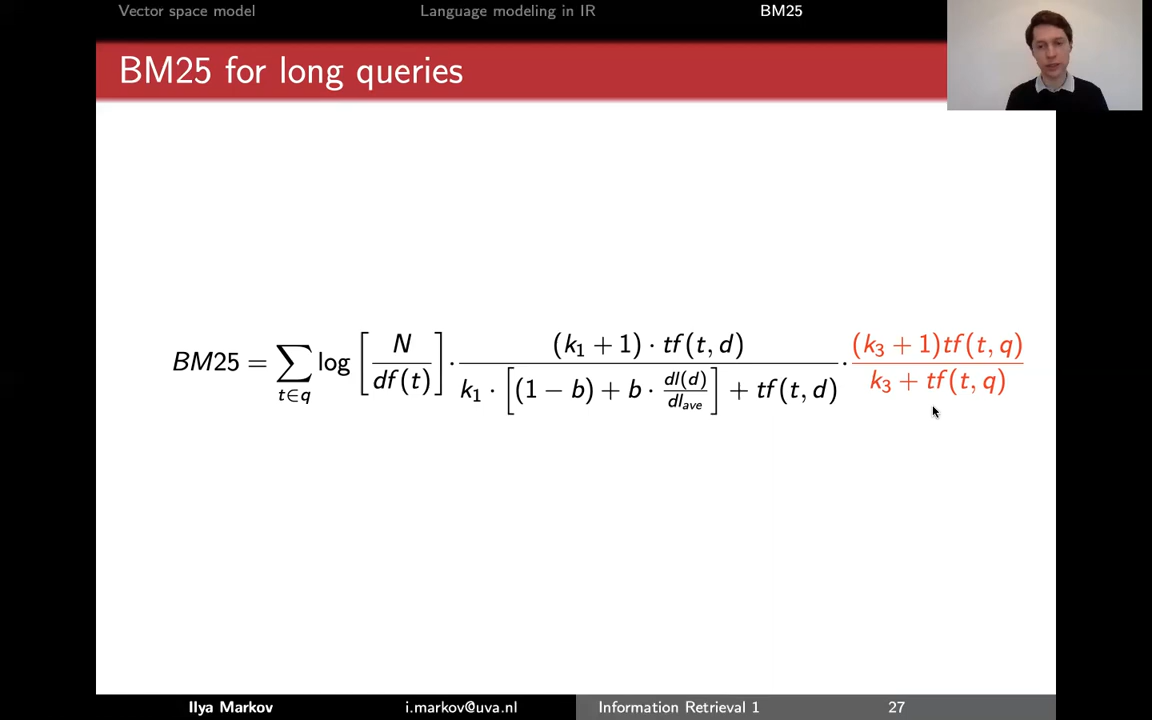 Vector space model Language modeling in IR BM25
BM25 for long queries
BM25 = ∑_{t∈q} log [ N / df(t) ] · (k₁ + 1) · tf(t, d) / ( k₁ · [ (1 − b) + b · dl(d) / dl_ave ] + tf(t, d) ) · (k₃ + 1)tf(t, q) / ( k₃ + tf(t, q) )
Ilya Markov i.markov@uva.nl Information Retrieval 1 27